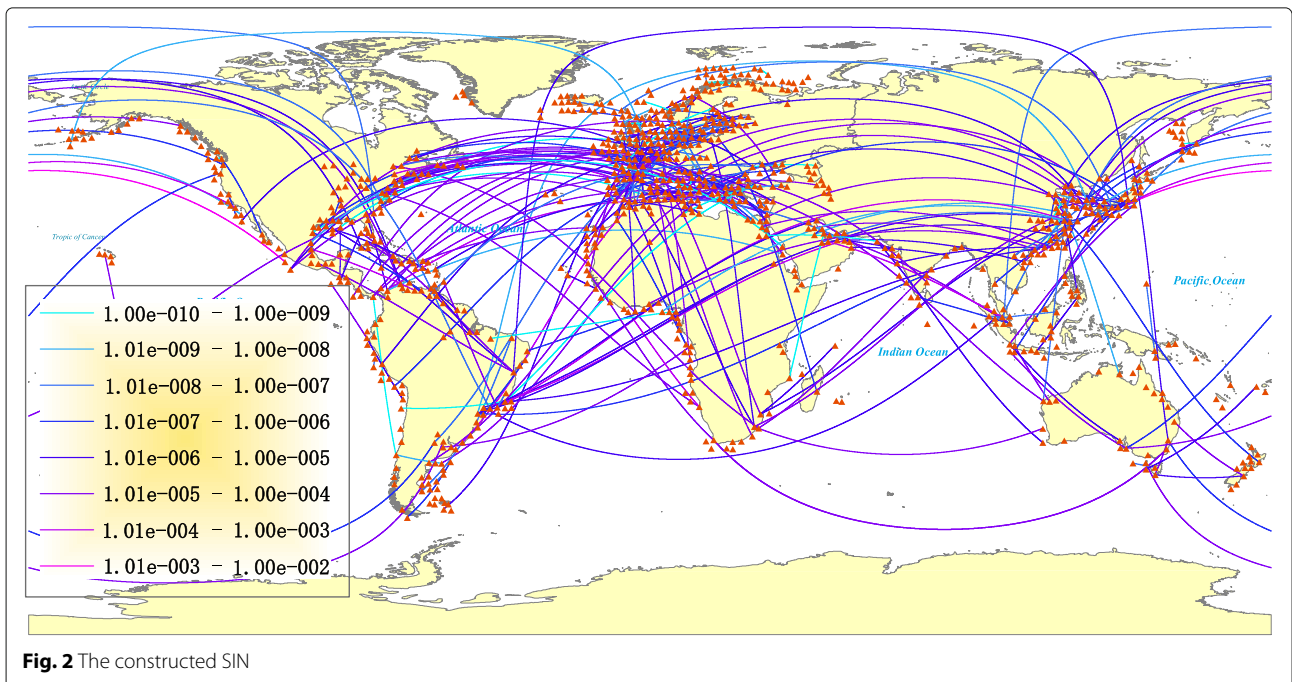 Tropic of Cancer
Atlantic Ocean
Pacific Ocean
Indian Ocean
1.00e-010 - 1.00e-009
1.01e-009 - 1.00e-008
1.01e-008 - 1.00e-007
1.01e-007 - 1.00e-006
1.01e-006 - 1.00e-005
1.01e-005 - 1.00e-004
1.01e-004 - 1.00e-003
1.01e-003 - 1.00e-002
Fig. 2 The constructed SIN